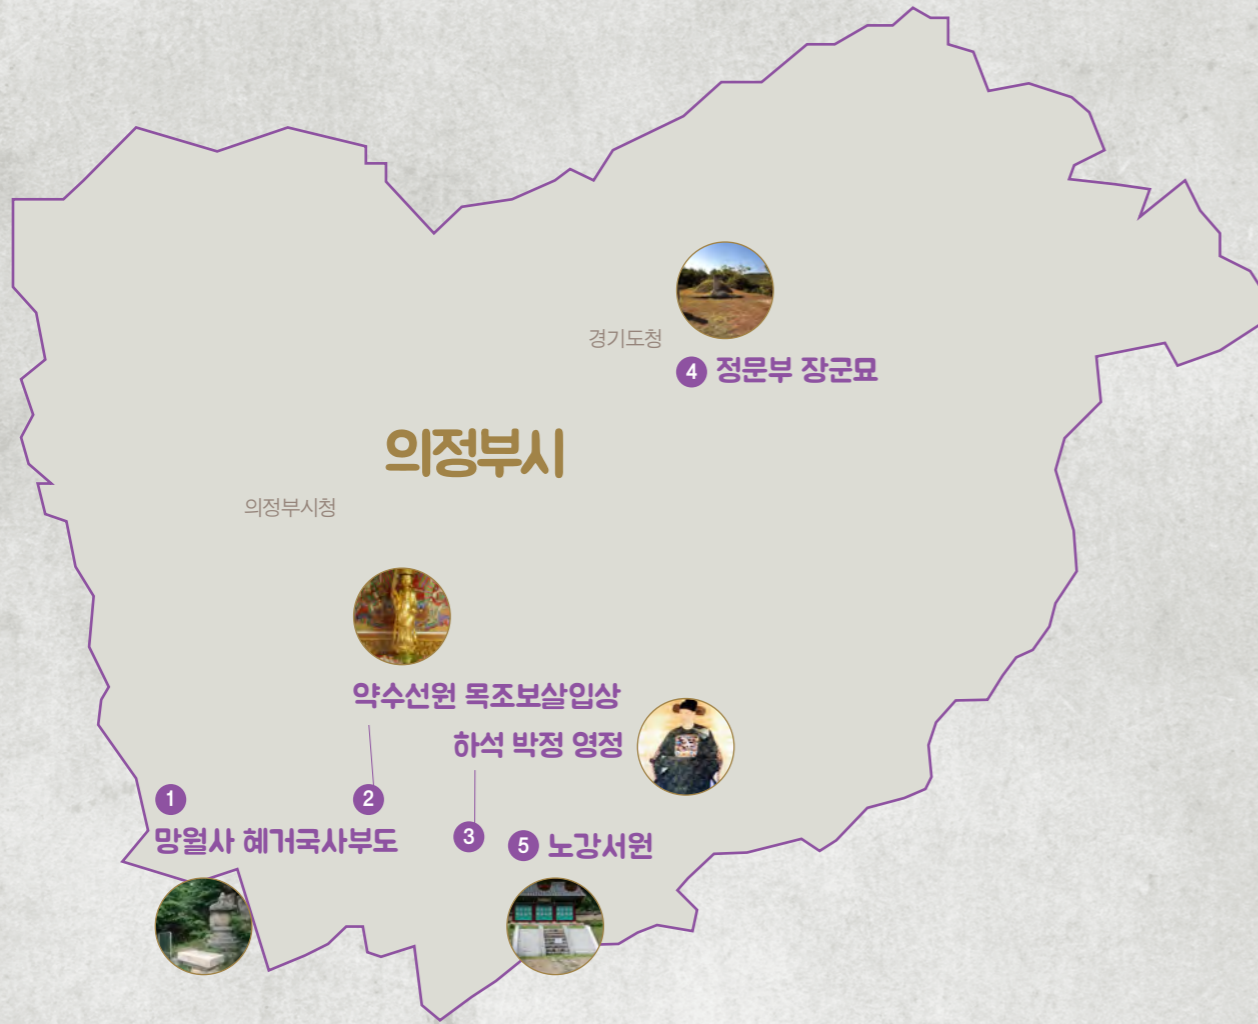 경기도청
4 정문부 장군묘
의정부시
의정부시청
약수선원 목조보살입상
하석 박정 영정
1
2
망월사 혜거국사부도
3
5 노강서원